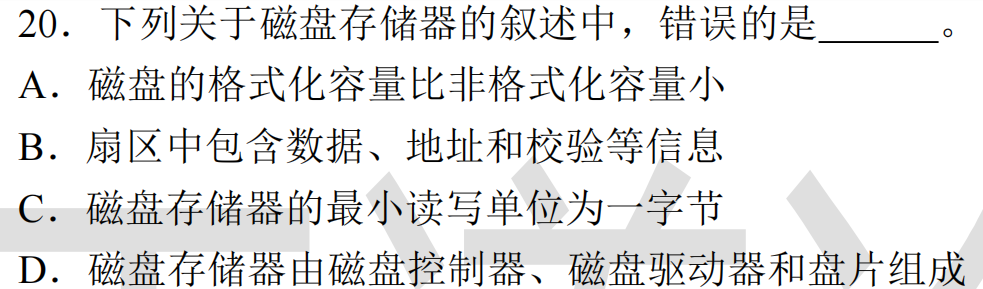 20．下列关于磁盘存储器的叙述中，错误的是______。
A．磁盘的格式化容量比非格式化容量小
B．扇区中包含数据、地址和校验等信息
C．磁盘存储器的最小读写单位为一字节
D．磁盘存储器由磁盘控制器、磁盘驱动器和盘片组成